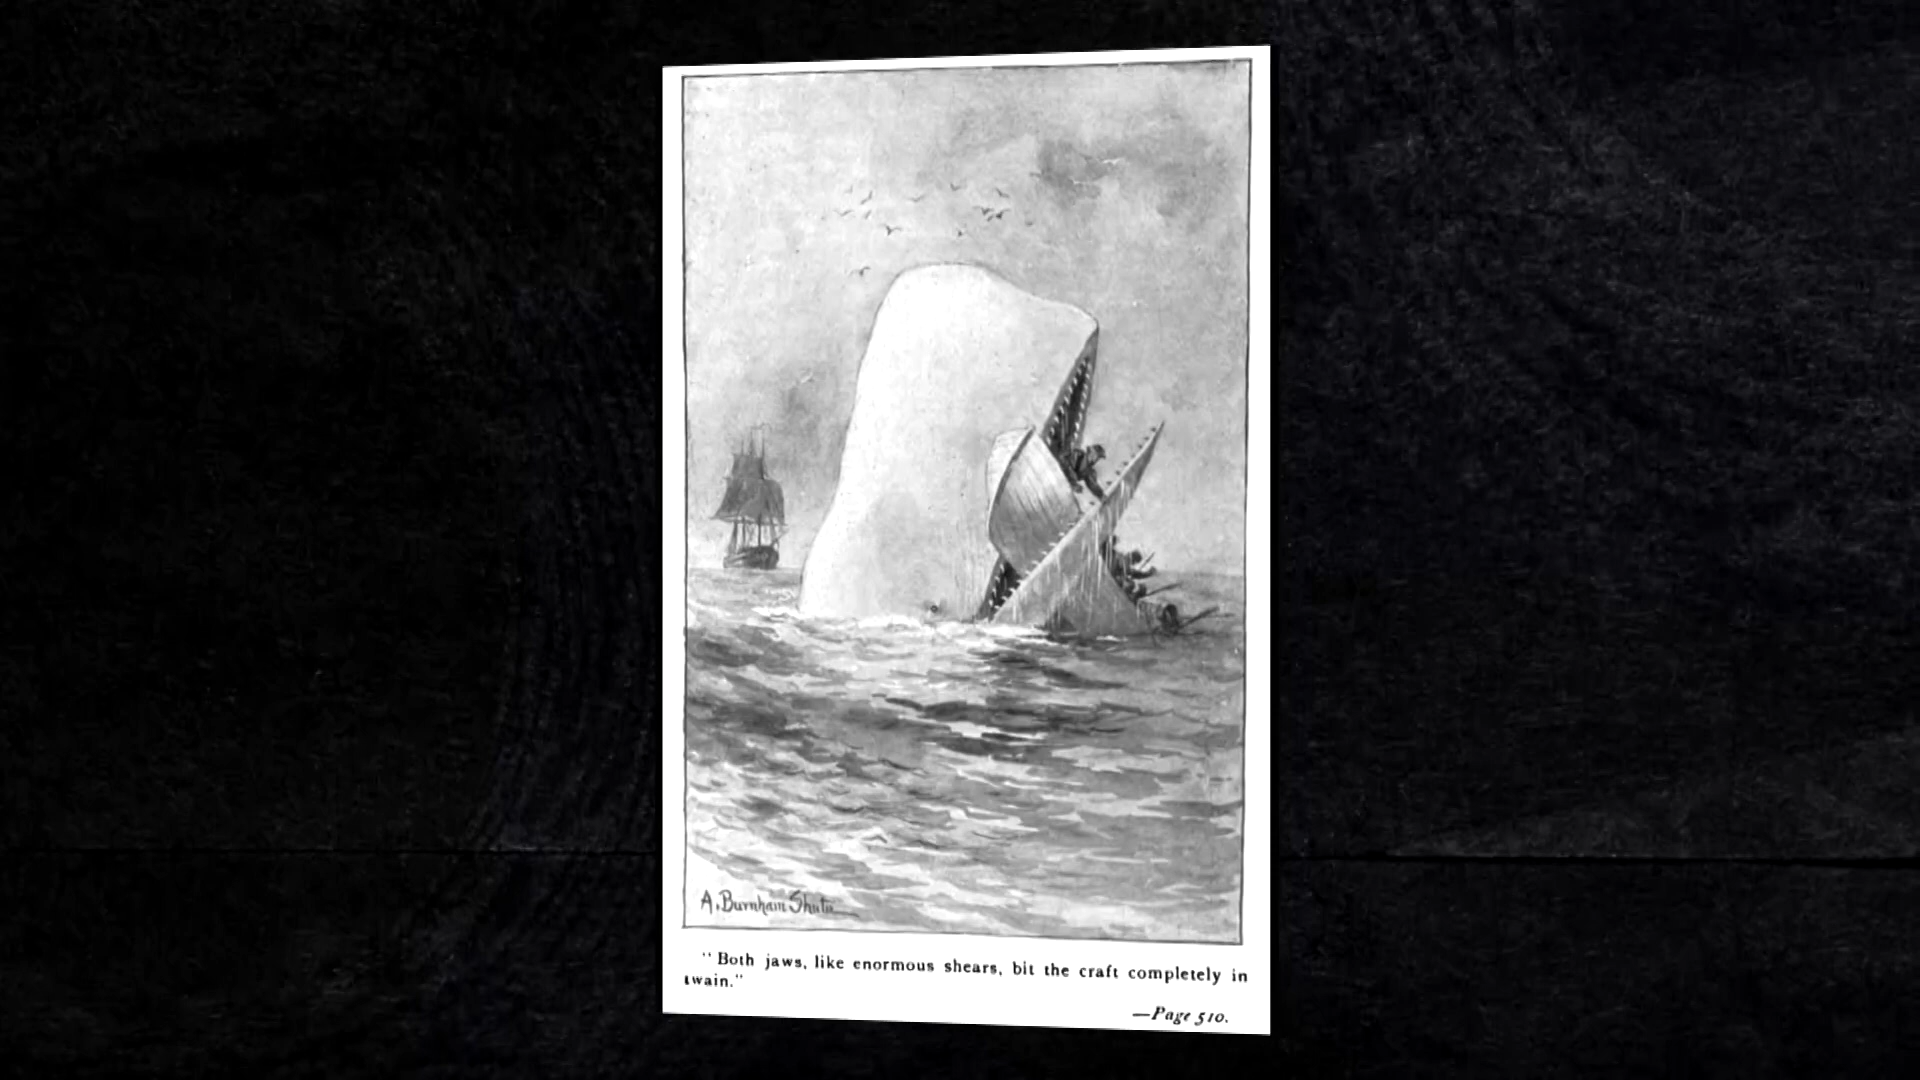 A. Burnham Shute
"Both jaws, like enormous shears, bit the craft completely in
twain."
—Page 510.